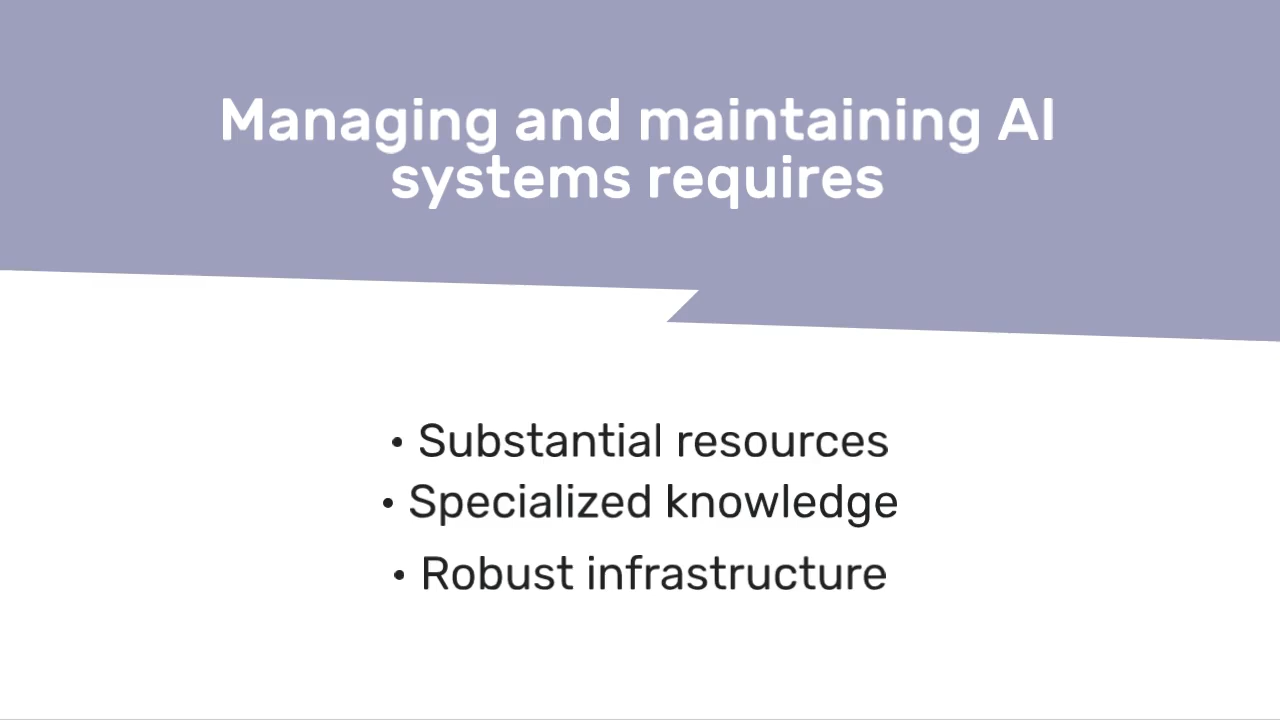 Managing and maintaining AI
systems requires
• Substantial resources
• Specialized knowledge
• Robust infrastructure